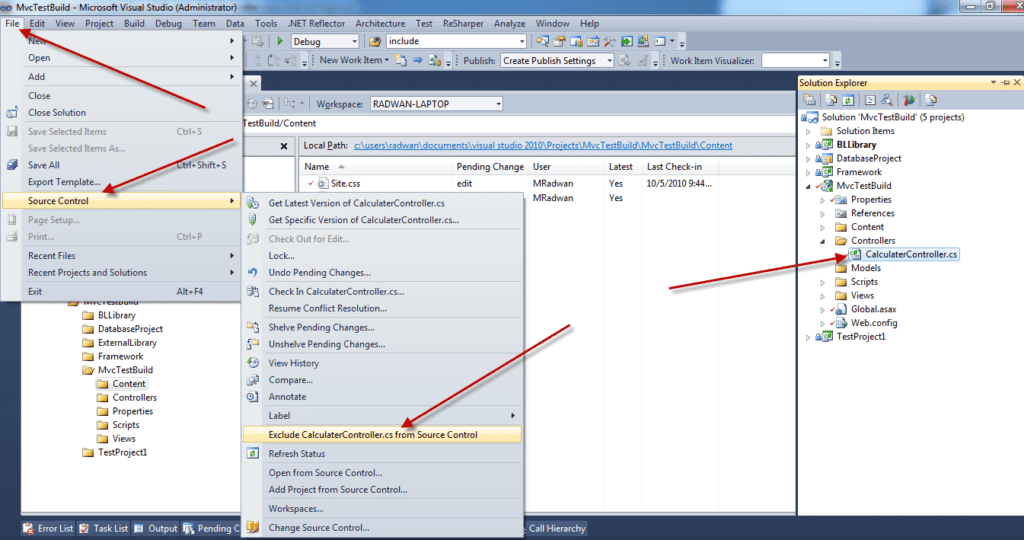 MvcTestBuild - Microsoft Visual Studio (Administrator)
File Edit View Project Build Debug Team Data Tools .NET Reflector Architecture Test ReSharper Analyze Window Help
New
Open
Add
Close
Close Solution
Save Selected Items Ctrl+S
Save Selected Items As...
Save All Ctrl+Shift+S
Export Template...
Source Control
Page Setup...
Print... Ctrl+P
Recent Files
Recent Projects and Solutions
Exit Alt+F4
Debug include
New Work Item Publish: Create Publish Settings Work Item Visualizer:
Workspace: RADWAN-LAPTOP
TestBuild/Content
Local Path: c:\users\radwan\documents\visual studio 2010\Projects\MvcTestBuild\MvcTestBuild\Content
Name Pending Change User Latest Last Check-in
Site.css edit MRadwan Yes 10/5/2010 9:44...
MRadwan Yes
Get Latest Version of CalculaterController.cs
Get Specific Version of CalculaterController.cs...
Check Out for Edit...
Lock...
Undo Pending Changes...
Check In CalculaterController.cs...
Resume Conflict Resolution...
Shelve Pending Changes...
Unshelve Pending Changes...
View History
Compare...
Annotate
Label
Exclude CalculaterController.cs from Source Control
Refresh Status
Open from Source Control...
Add Project from Source Control...
Workspaces...
Change Source Control...
MvcTestBuild
BLLibrary
DatabaseProject
ExternalLibrary
Framework
MvcTestBuild
Content
Controllers
Properties
Scripts
Views
TestProject1
Solution Explorer
Solution 'MvcTestBuild' (5 projects)
Solution Items
BLLibrary
DatabaseProject
Framework
MvcTestBuild
Properties
References
Content
Controllers
CalculaterController.cs
Models
Scripts
Views
Global.asax
Web.config
TestProject1
Error List Task List Output Pending C Call Hierarchy